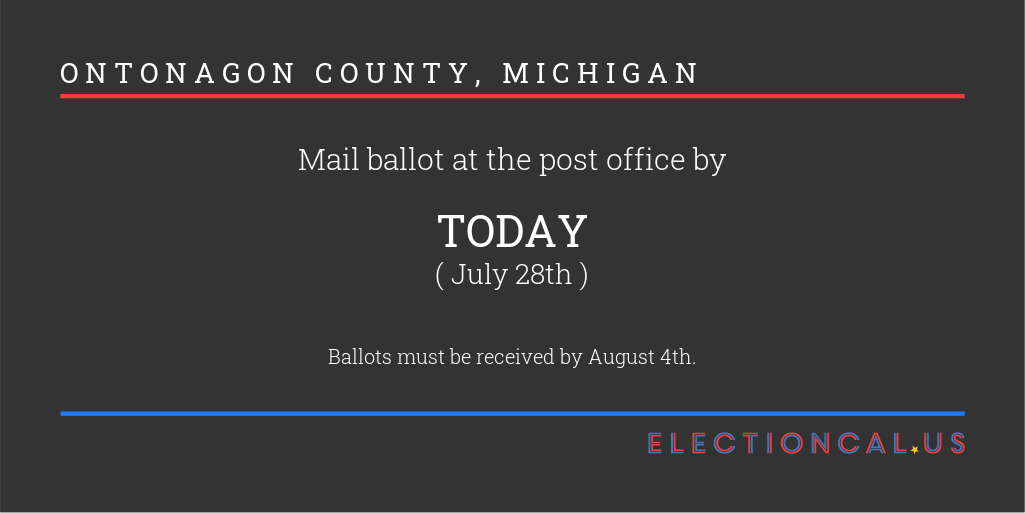 ONTONAGON COUNTY, MICHIGAN
Mail ballot at the post office by
TODAY
( July 28th )
Ballots must be received by August 4th.
ELECTIONCAL.US